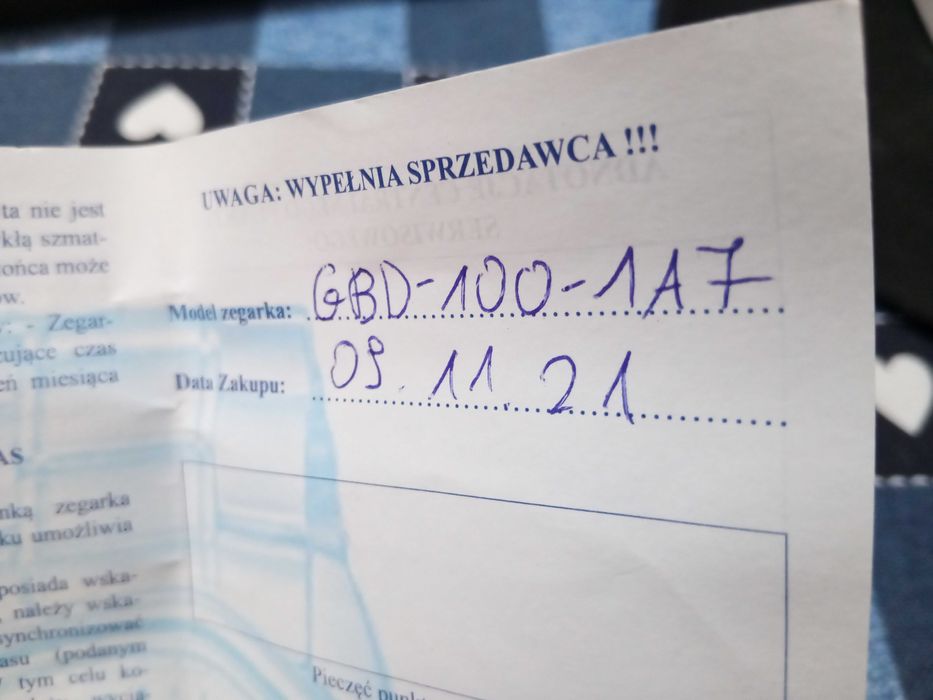 UWAGA: WYPEŁNIA SPRZEDAWCA !!!
Model zegarka: GBD-100-1A7
Data Zakupu: 09.11.21
Pieczęć
ta nie jest
kłą szmat-
ońca może
ow.
y: - Zegar-
zujące czas
eń miesiąca
AS
nką zegarka
ku umożliwia
posiada wska-
, należy wska-
synchronizować
asu (podanym
W tym celu ko-